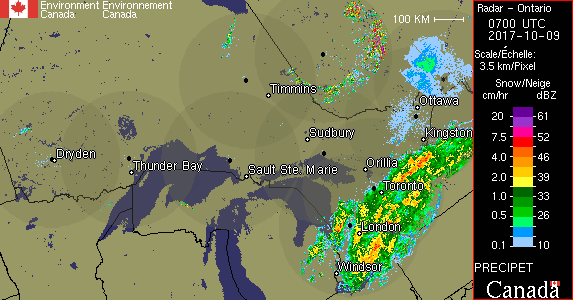 Environment Environnement
Canada Canada
100 KM
Timmins
Ottawa
Sudbury
Kingston
Dryden
Thunder Bay
Sault Ste. Marie
Orillia
Toronto
London
Windsor
Radar - Ontario
0700 UTC
2017-10-09
Scale/Échelle:
3.5 km/Pixel
Snow/Neige
cm/hr dBZ
20 61
7.5 52
4.0 46
2.0 39
1.0 33
0.5 26
0.1 10
PRECIPET
Canada